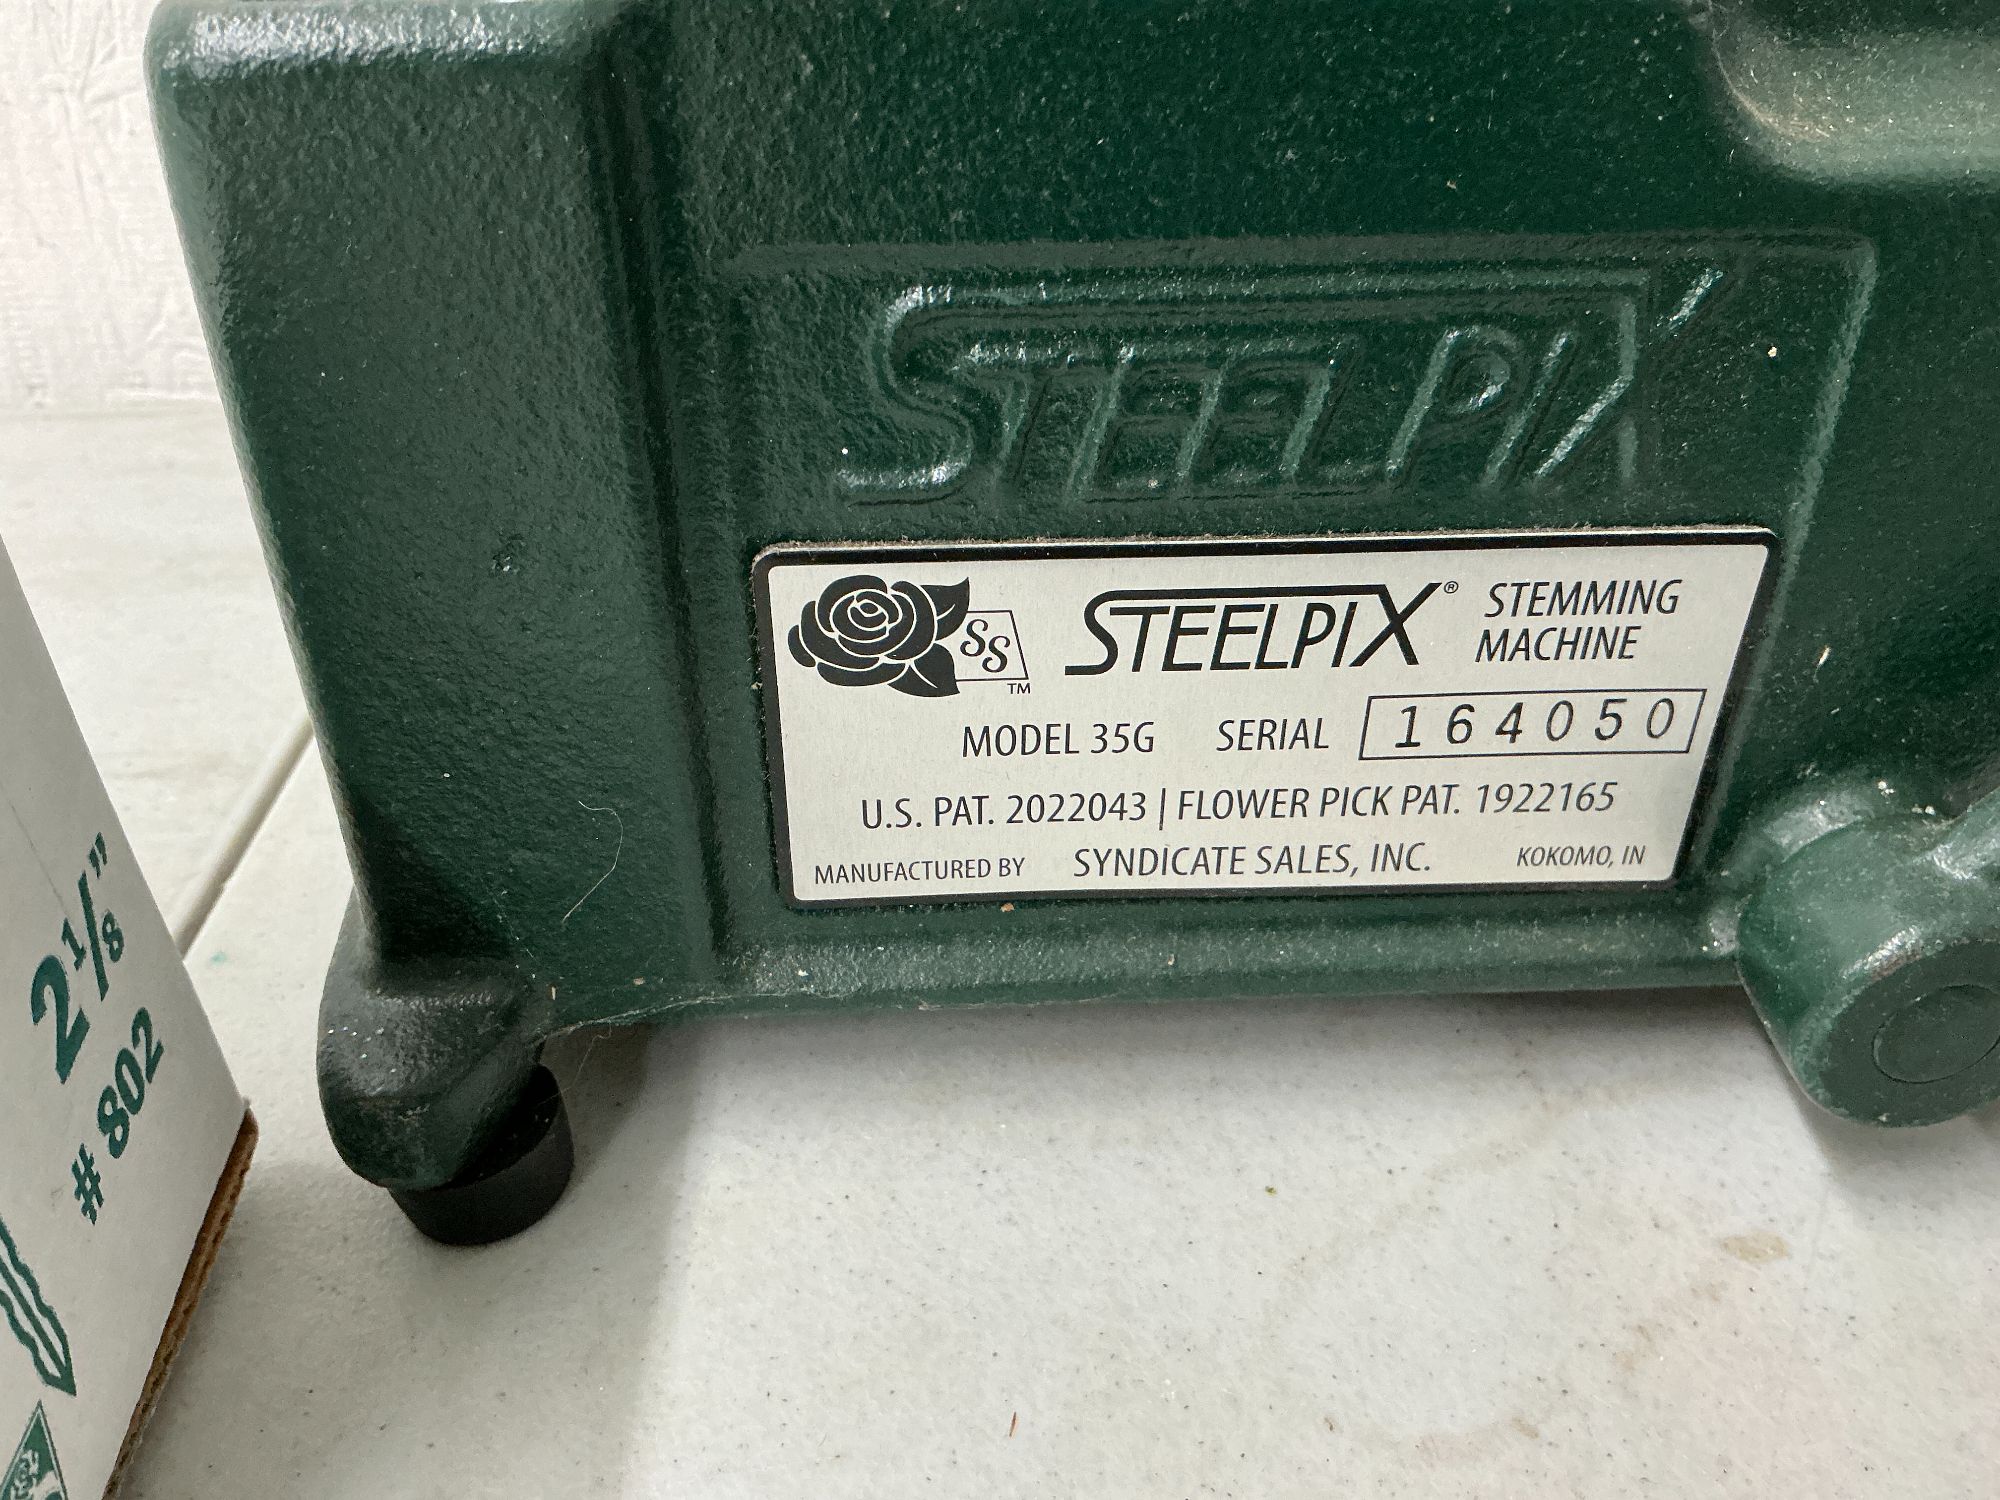 STEELPIX
SS
TM
STEELPIX® STEMMING
MACHINE
MODEL 35G SERIAL 164050
U.S. PAT. 2022043 | FLOWER PICK PAT. 1922165
MANUFACTURED BY SYNDICATE SALES, INC. KOKOMO, IN
2 1/8"
# 802